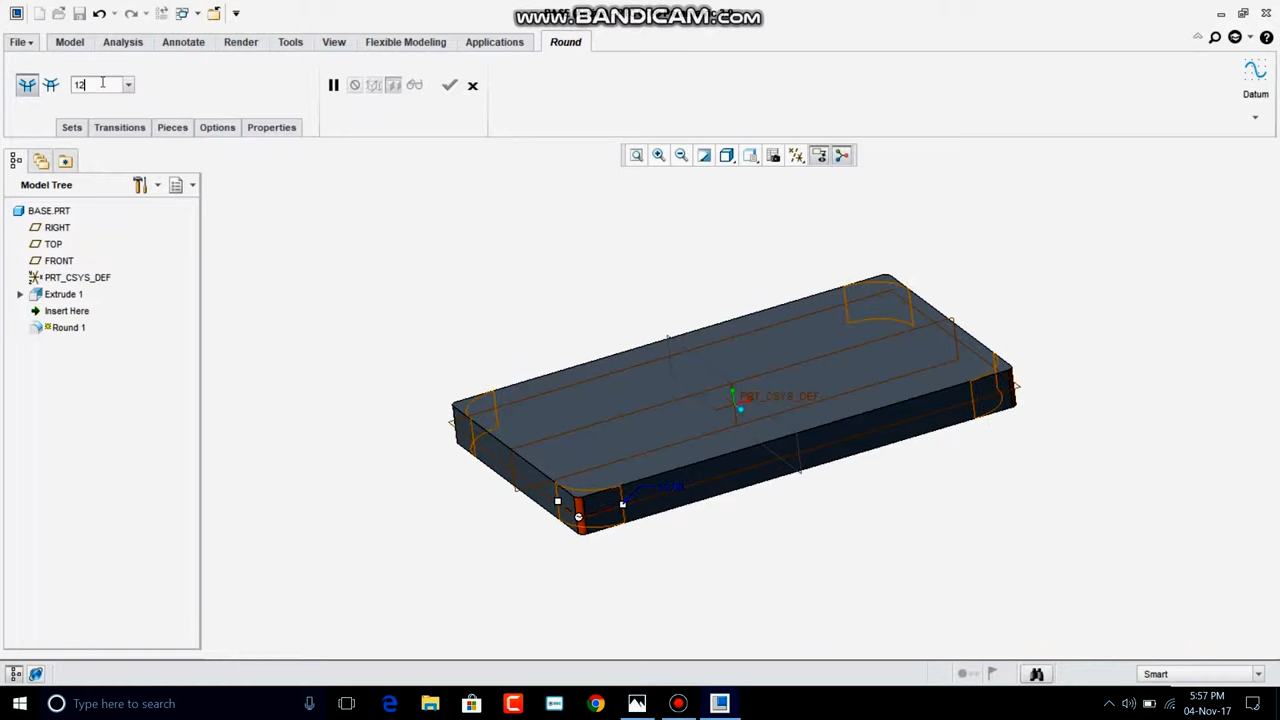 www.BANDICAM.com
File
Model
Analysis
Annotate
Render
Tools
View
Flexible Modeling
Applications
Round
12
Datum
Sets
Transitions
Pieces
Options
Properties
Model Tree
BASE.PRT
RIGHT
TOP
FRONT
PRT_CSYS_DEF
Extrude 1
Insert Here
Round 1
PRT_CSYS_DEF
Smart
Type here to search
5:57 PM
04-Nov-17